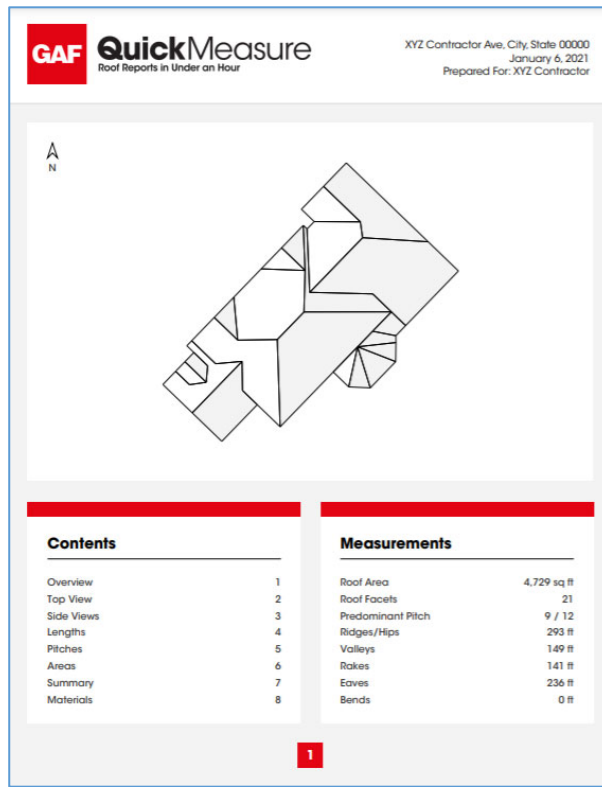 GAF QuickMeasure
Roof Reports in Under an Hour
XYZ Contractor Ave, City, State 00000
January 6, 2021
Prepared For: XYZ Contractor
N
Contents
Overview 1
Top View 2
Side Views 3
Lengths 4
Pitches 5
Areas 6
Summary 7
Materials 8
Measurements
Roof Area 4,729 sq ft
Roof Facets 21
Predominant Pitch 9 / 12
Ridges/Hips 293 ft
Valleys 149 ft
Rakes 141 ft
Eaves 236 ft
Bends 0 ft
1